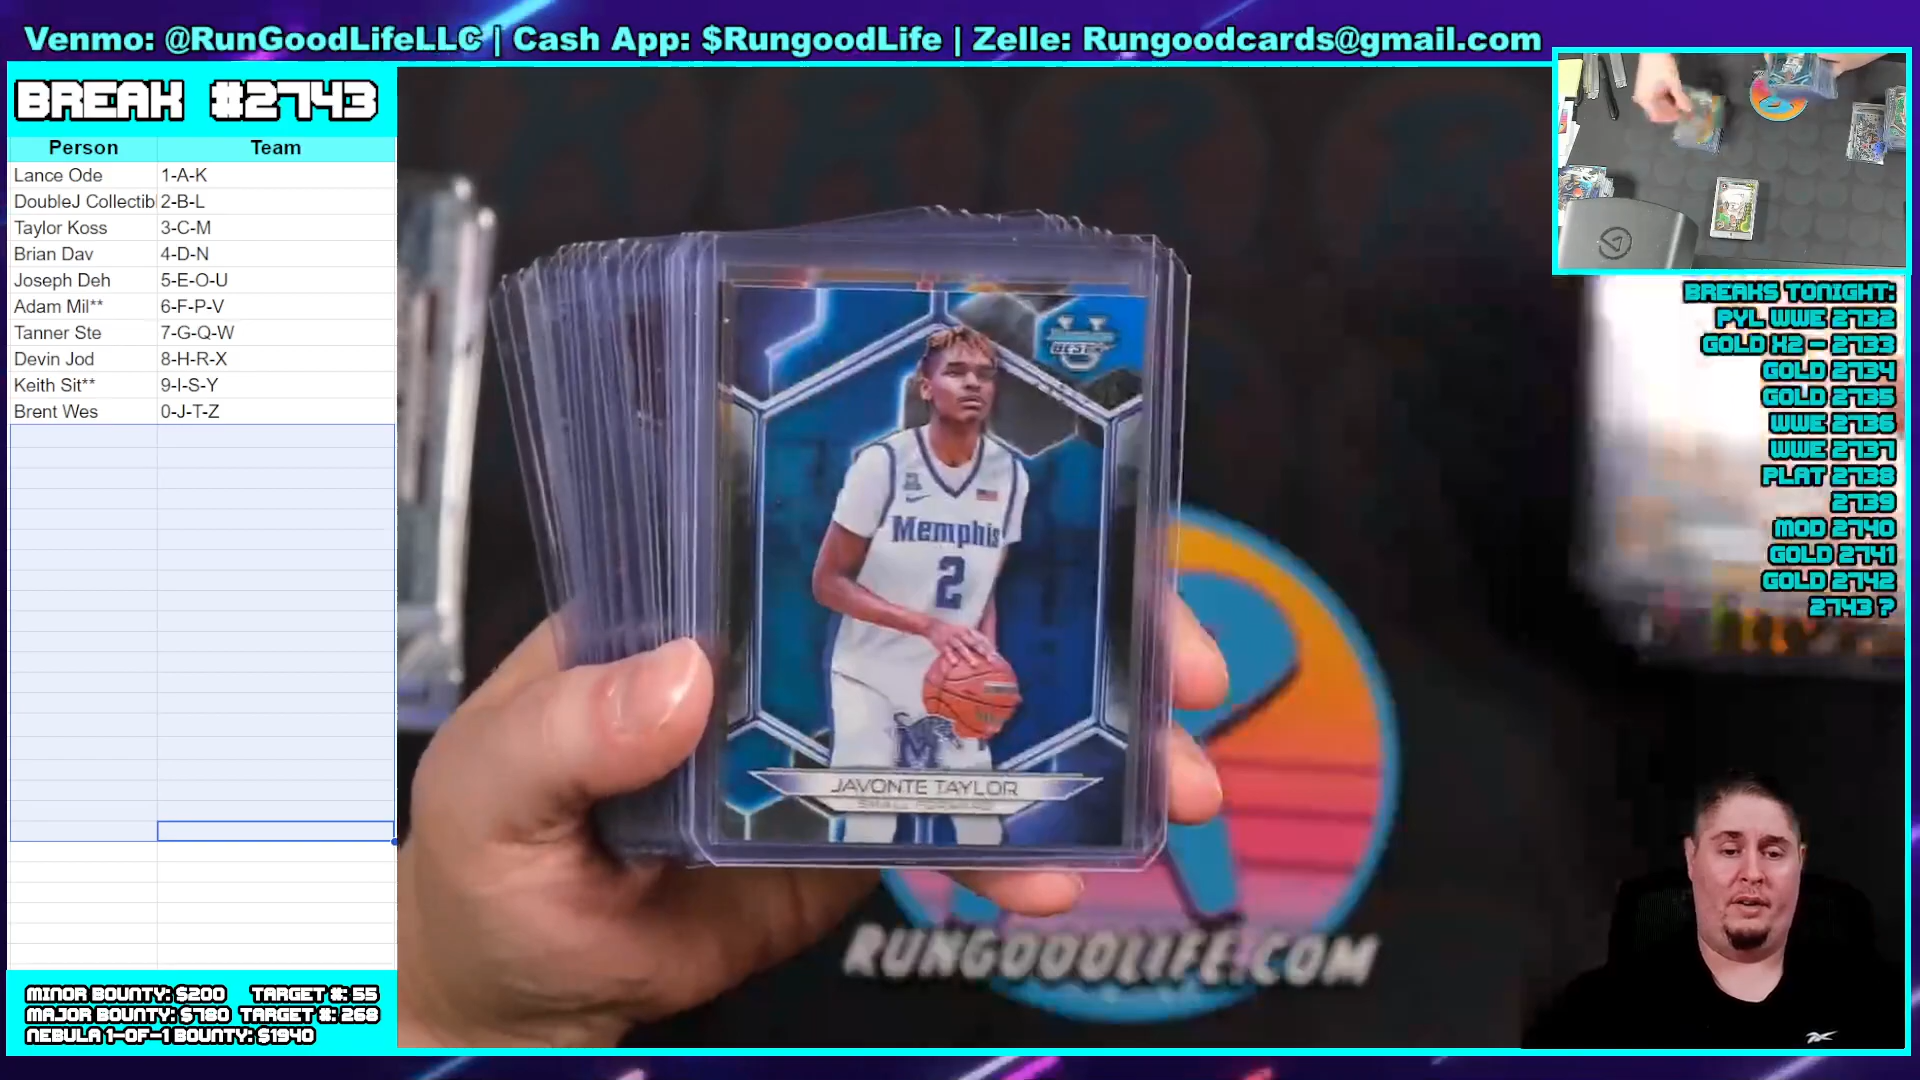 Venmo: @RunGoodLifeLLC | Cash App: $RungoodLife | Zelle: Rungoodcards@gmail.com
BREAK #2743
Person Team
Lance Ode 1-A-K
DoubleJ Collectib 2-B-L
Taylor Koss 3-C-M
Brian Dav 4-D-N
Joseph Deh 5-E-O-U
Adam Mil** 6-F-P-V
Tanner Ste 7-G-Q-W
Devin Jod 8-H-R-X
Keith Sit** 9-I-S-Y
Brent Wes 0-J-T-Z
MINOR BOUNTY: $200 TARGET #: 55
MAJOR BOUNTY: $780 TARGET #: 268
NEBULA 1-OF-1 BOUNTY: $1940
BEST
Memphis
2
M
JAVONTE TAYLOR
SMALL FORWARD
RUNGOODLIFE.COM
BREAKS TONIGHT:
PYL WWE 2732
GOLD X2 - 2733
GOLD 2734
GOLD 2735
WWE 2736
WWE 2737
PLAT 2738
2739
MOD 2740
GOLD 2741
GOLD 2742
2743 ?